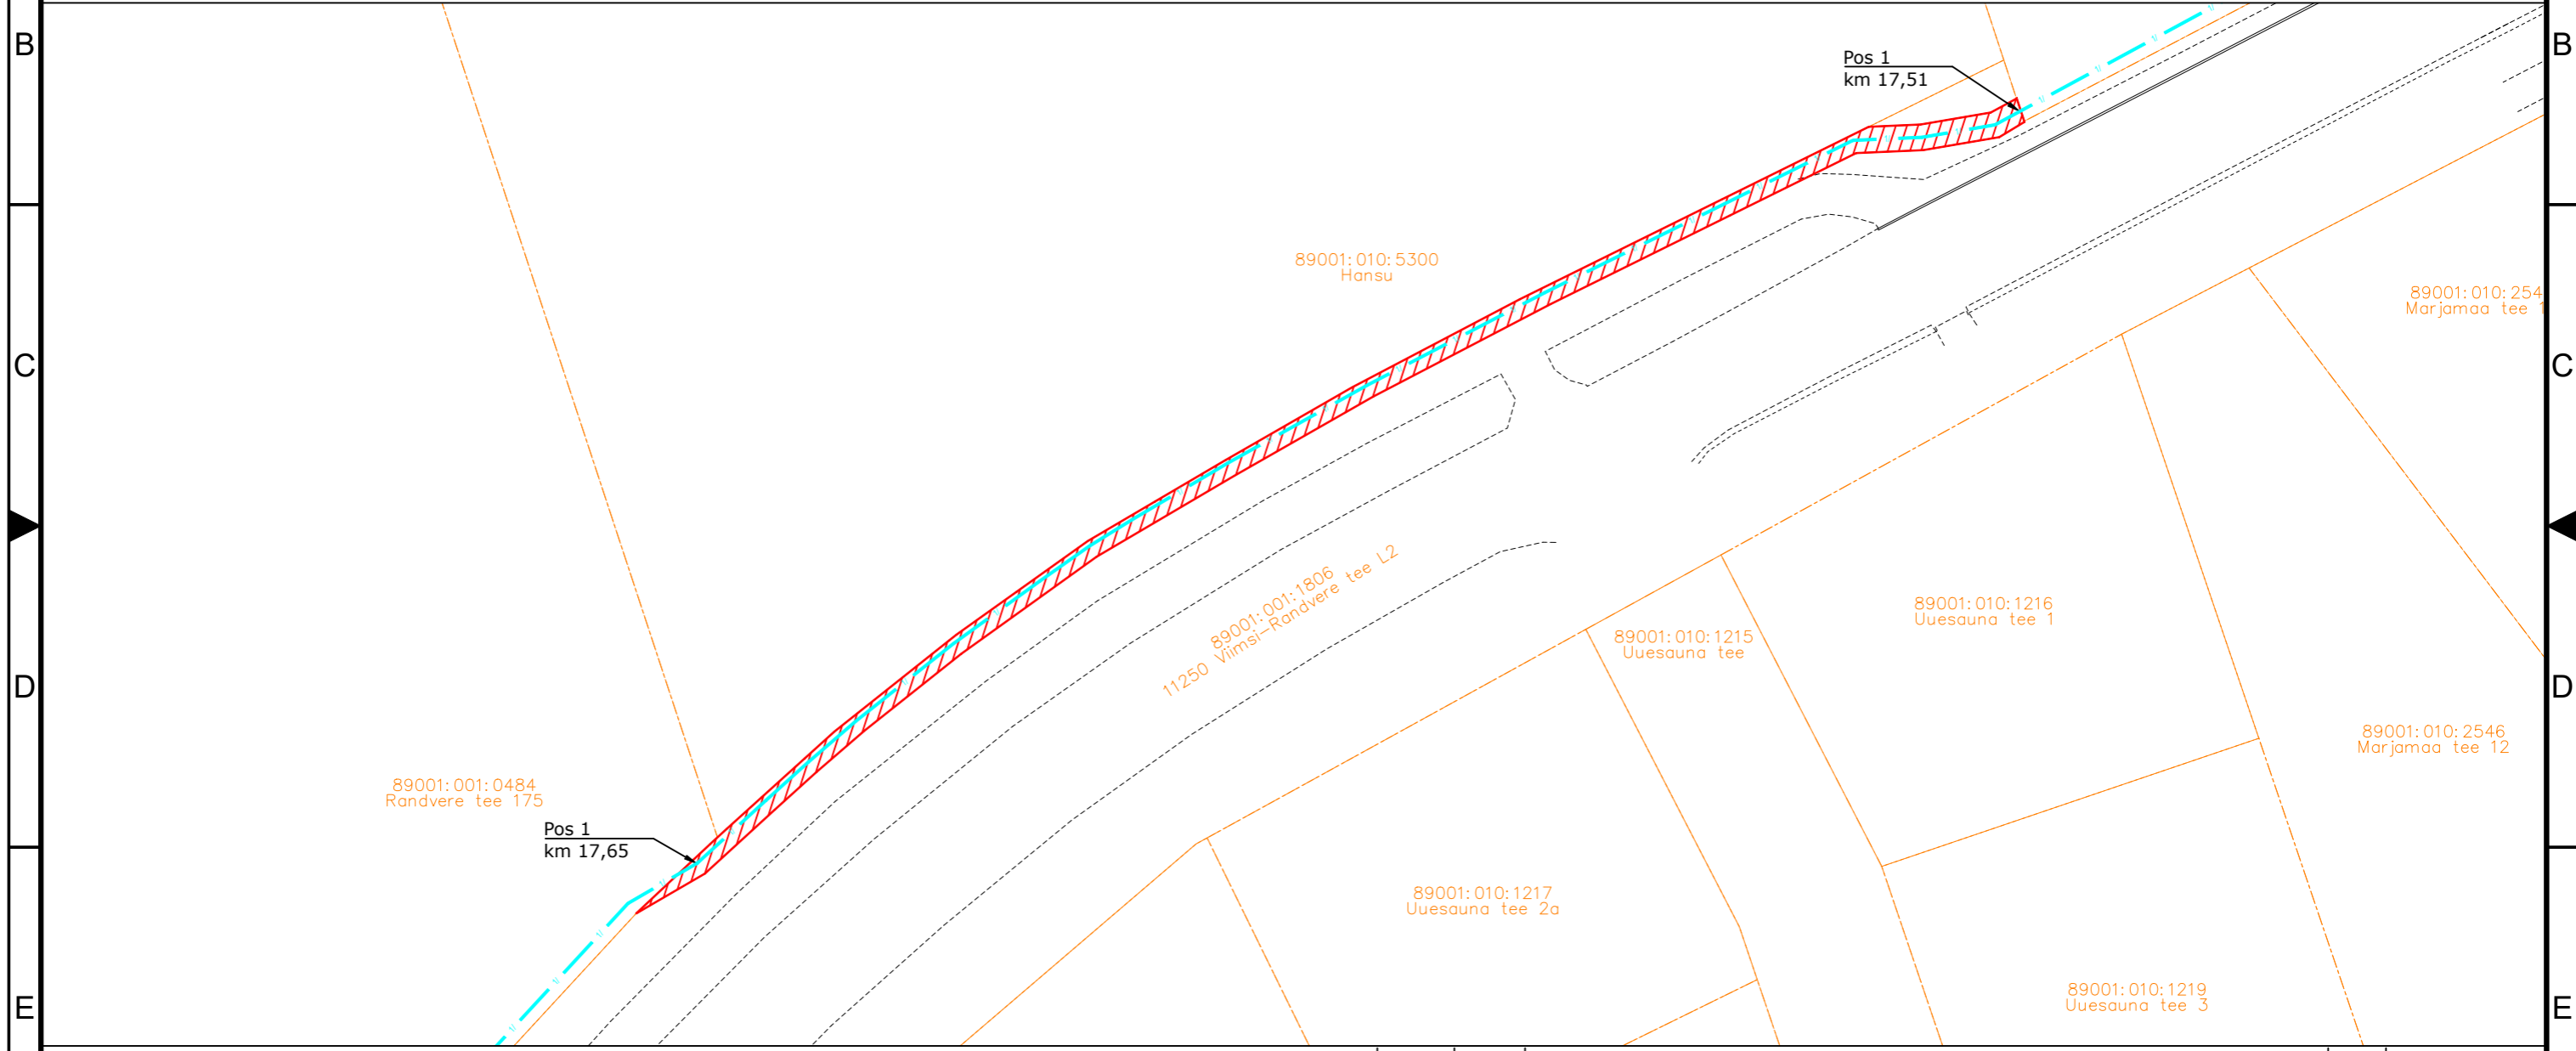 B
B
Pos 1
km 17,51
89001:010:5300
Hansu
89001:010:254
Marjamaa tee 1
C
C
89001:001:1806
11250 Viimsi-Randvere tee L2
89001:010:1216
Uuesauna tee 1
89001:010:1215
Uuesauna tee
D
D
89001:010:2546
Marjamaa tee 12
89001:001:0484
Randvere tee 175
Pos 1
km 17,65
89001:010:1217
Uuesauna tee 2a
89001:010:1219
Uuesauna tee 3
E
E